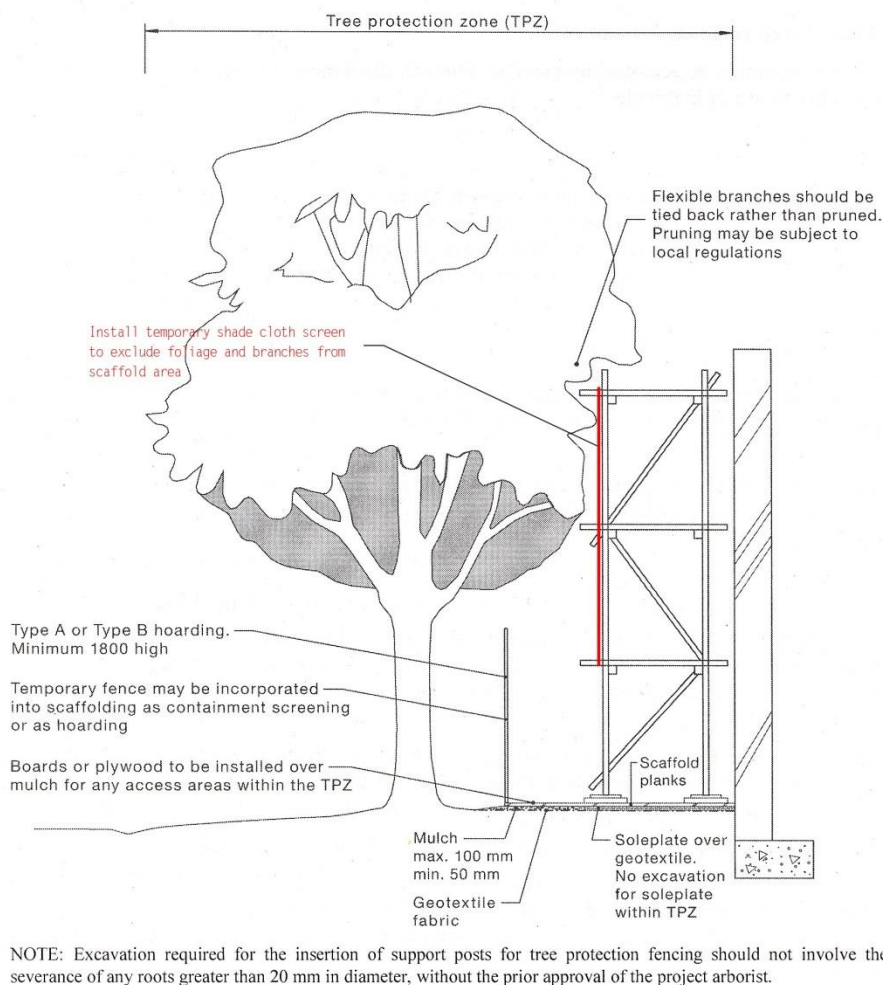 Tree protection zone (TPZ)
Flexible branches should be
tied back rather than pruned.
Pruning may be subject to
local regulations
Install temporary shade cloth screen
to exclude foliage and branches from
scaffold area
Type A or Type B hoarding.
Minimum 1800 high
Temporary fence may be incorporated
into scaffolding as containment screening
or as hoarding
Boards or plywood to be installed over
mulch for any access areas within the TPZ
Scaffold
planks
Mulch
max. 100 mm
min. 50 mm
Geotextile
fabric
Soleplate over
geotextile.
No excavation
for soleplate
within TPZ
NOTE: Excavation required for the insertion of support posts for tree protection fencing should not involve the
severance of any roots greater than 20 mm in diameter, without the prior approval of the project arborist.